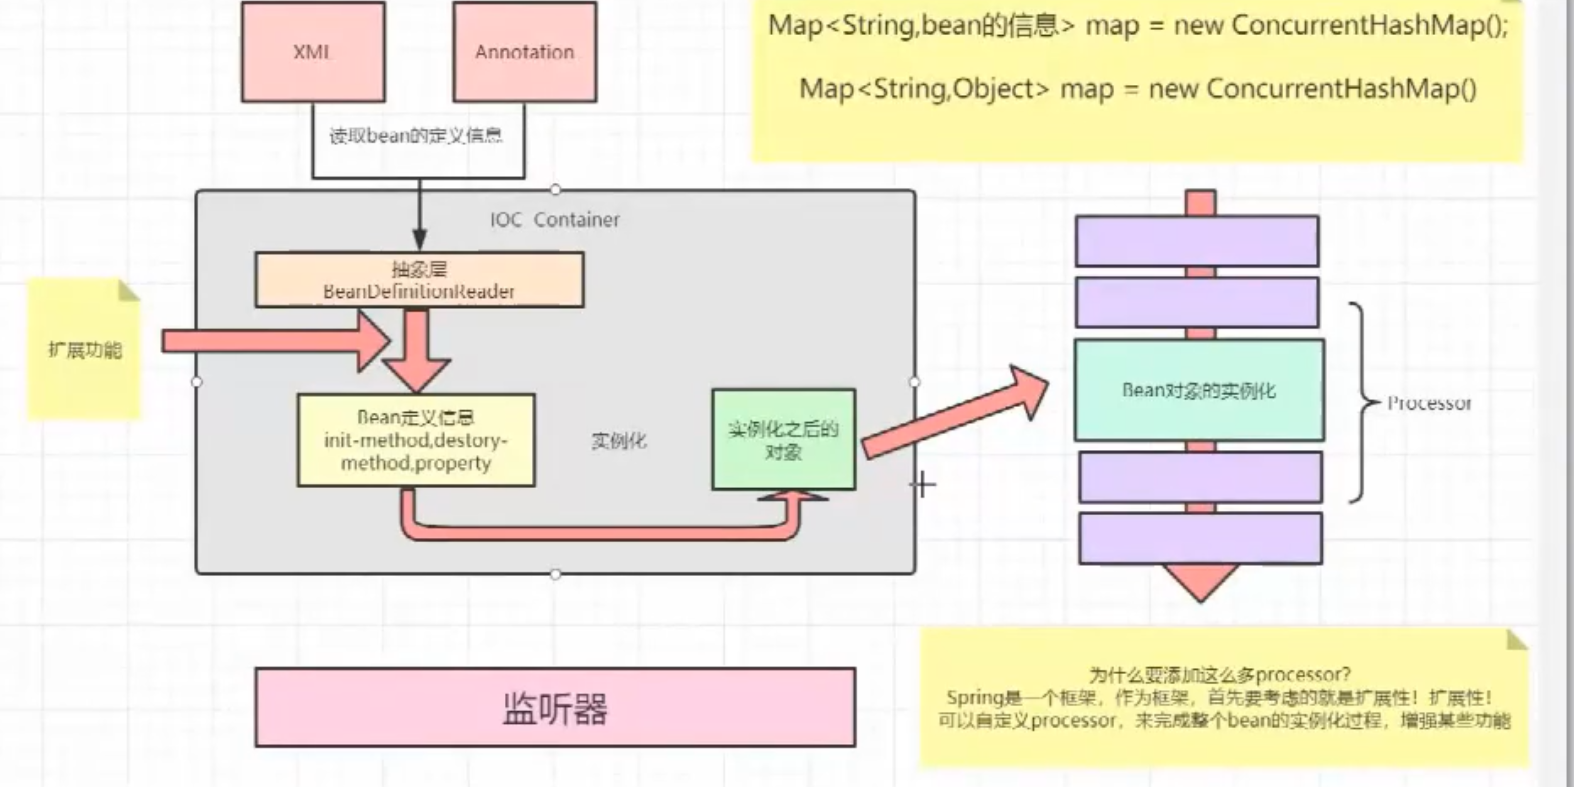 XML
Annotation
Map<String,bean的信息> map = new ConcurrentHashMap();
Map<String,Object> map = new ConcurrentHashMap()
读取bean的定义信息
IOC Container
抽象层
BeanDefinitionReader
扩展功能
Bean定义信息
init-method,destory-
method,property
实例化
实例化之后的
对象
Bean对象的实例化
Processor
监听器
为什么要添加这么多processor?
Spring是一个框架，作为框架，首先要考虑的就是扩展性！扩展性！
可以自定义processor，来完成整个bean的实例化过程，增强某些功能